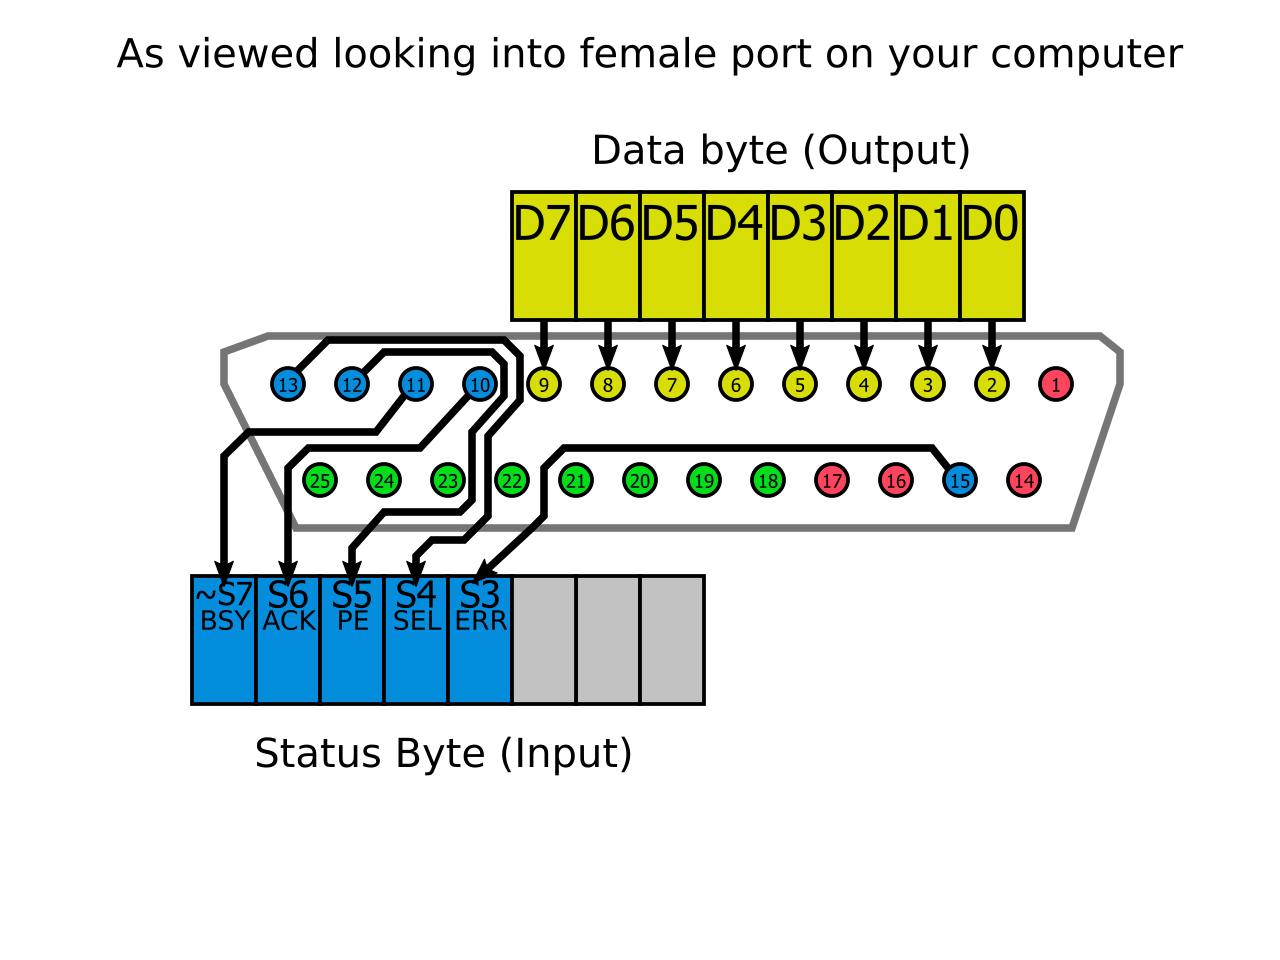 As viewed looking into female port on your computer
Data byte (Output)
D7 D6 D5 D4 D3 D2 D1 D0
13 12 11 10 9 8 7 6 5 4 3 2 1
25 24 23 22 21 20 19 18 17 16 15 14
~S7 S6 S5 S4 S3
BSY ACK PE SEL ERR
Status Byte (Input)